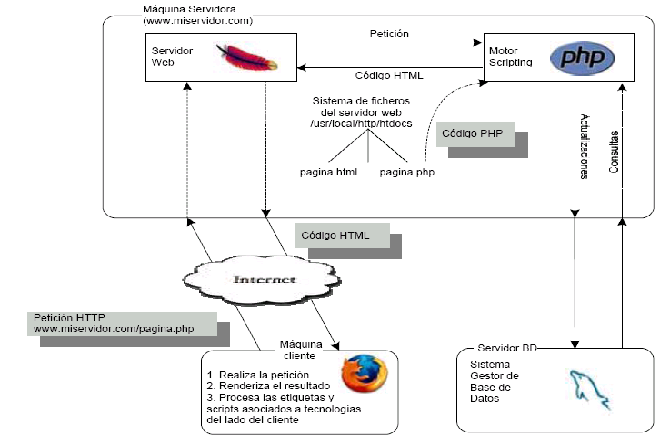 Máquina Servidora
(www.miservidor.com)
Servidor
Web
Petición
Código HTML
Motor
Scripting
php
Sistema de ficheros
del servidor web
/usr/local/http/htdocs
Código PHP
pagina html
pagina php
Actualizaciones
Consultas
Código HTML
Internet
Petición HTTP
www.miservidor.com/pagina.php
Máquina
cliente
1. Realiza la petición
2. Renderiza el resultado
3. Procesa las etiquetas y
scripts asociados a tecnologías
del lado del cliente
Servidor BD
Sistema
Gestor de
Base de
Datos